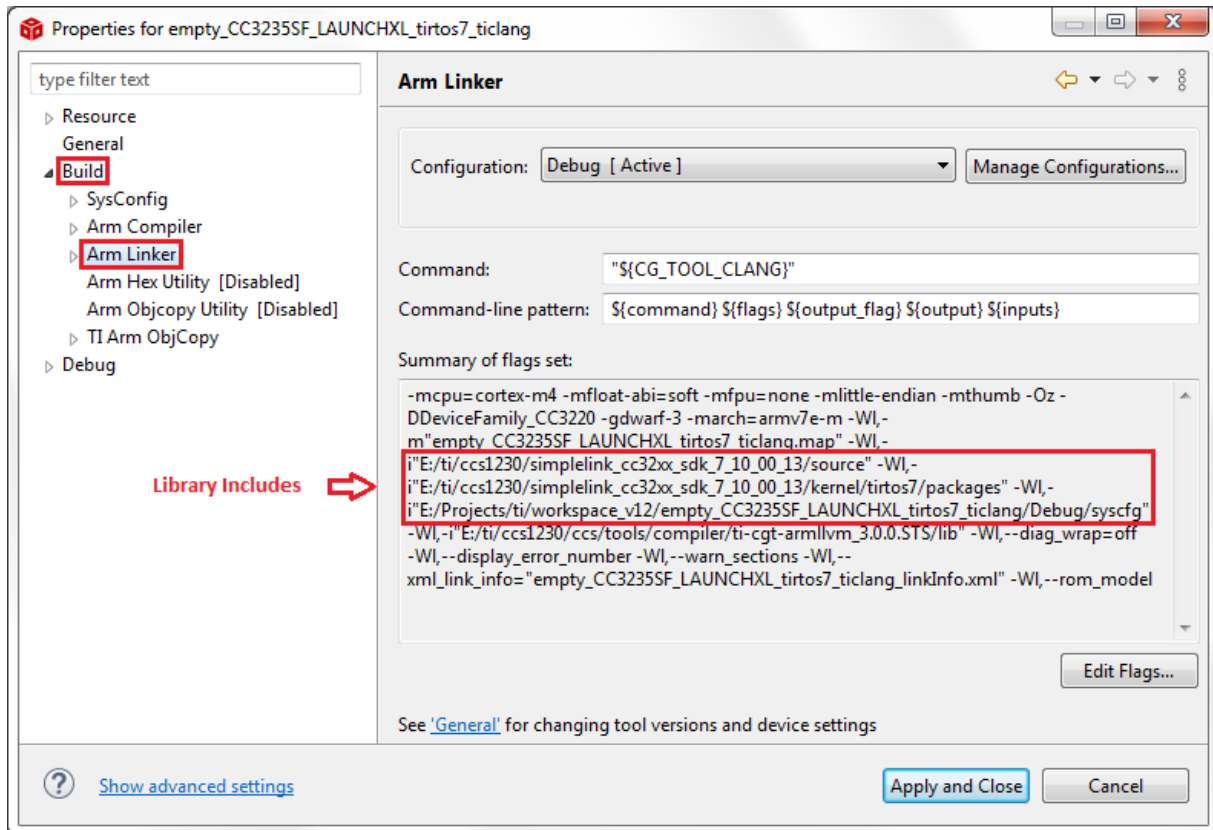 Properties for empty_CC3235SF_LAUNCHXL_tirtos7_ticlang
type filter text
Resource
General
Build
SysConfig
Arm Compiler
Arm Linker
Arm Hex Utility [Disabled]
Arm Objcopy Utility [Disabled]
TI Arm ObjCopy
Debug
Arm Linker
Configuration: Debug [ Active ] Manage Configurations...
Command: "${CG_TOOL_CLANG}"
Command-line pattern: ${command} ${flags} ${output_flag} ${output} ${inputs}
Summary of flags set:
-mcpu=cortex-m4 -mfloat-abi=soft -mfpu=none -mlittle-endian -mthumb -Oz -
DDeviceFamily_CC3220 -gdwarf-3 -march=armv7e-m -Wl,-
m"empty_CC3235SF_LAUNCHXL_tirtos7_ticlang.map" -Wl,-
i"E:/ti/ccs1230/simplelink_cc32xx_sdk_7_10_00_13/source" -Wl,-
i"E:/ti/ccs1230/simplelink_cc32xx_sdk_7_10_00_13/kernel/tirtos7/packages" -Wl,-
i"E:/Projects/ti/workspace_v12/empty_CC3235SF_LAUNCHXL_tirtos7_ticlang/Debug/syscfg"
-Wl,-i"E:/ti/ccs1230/ccs/tools/compiler/ti-cgt-armllvm_3.0.0.STS/lib" -Wl,--diag_wrap=off
-Wl,--display_error_number -Wl,--warn_sections -Wl,--
xml_link_info="empty_CC3235SF_LAUNCHXL_tirtos7_ticlang_linkInfo.xml" -Wl,--rom_model
Library Includes
Edit Flags...
See 'General' for changing tool versions and device settings
Show advanced settings
Apply and Close
Cancel